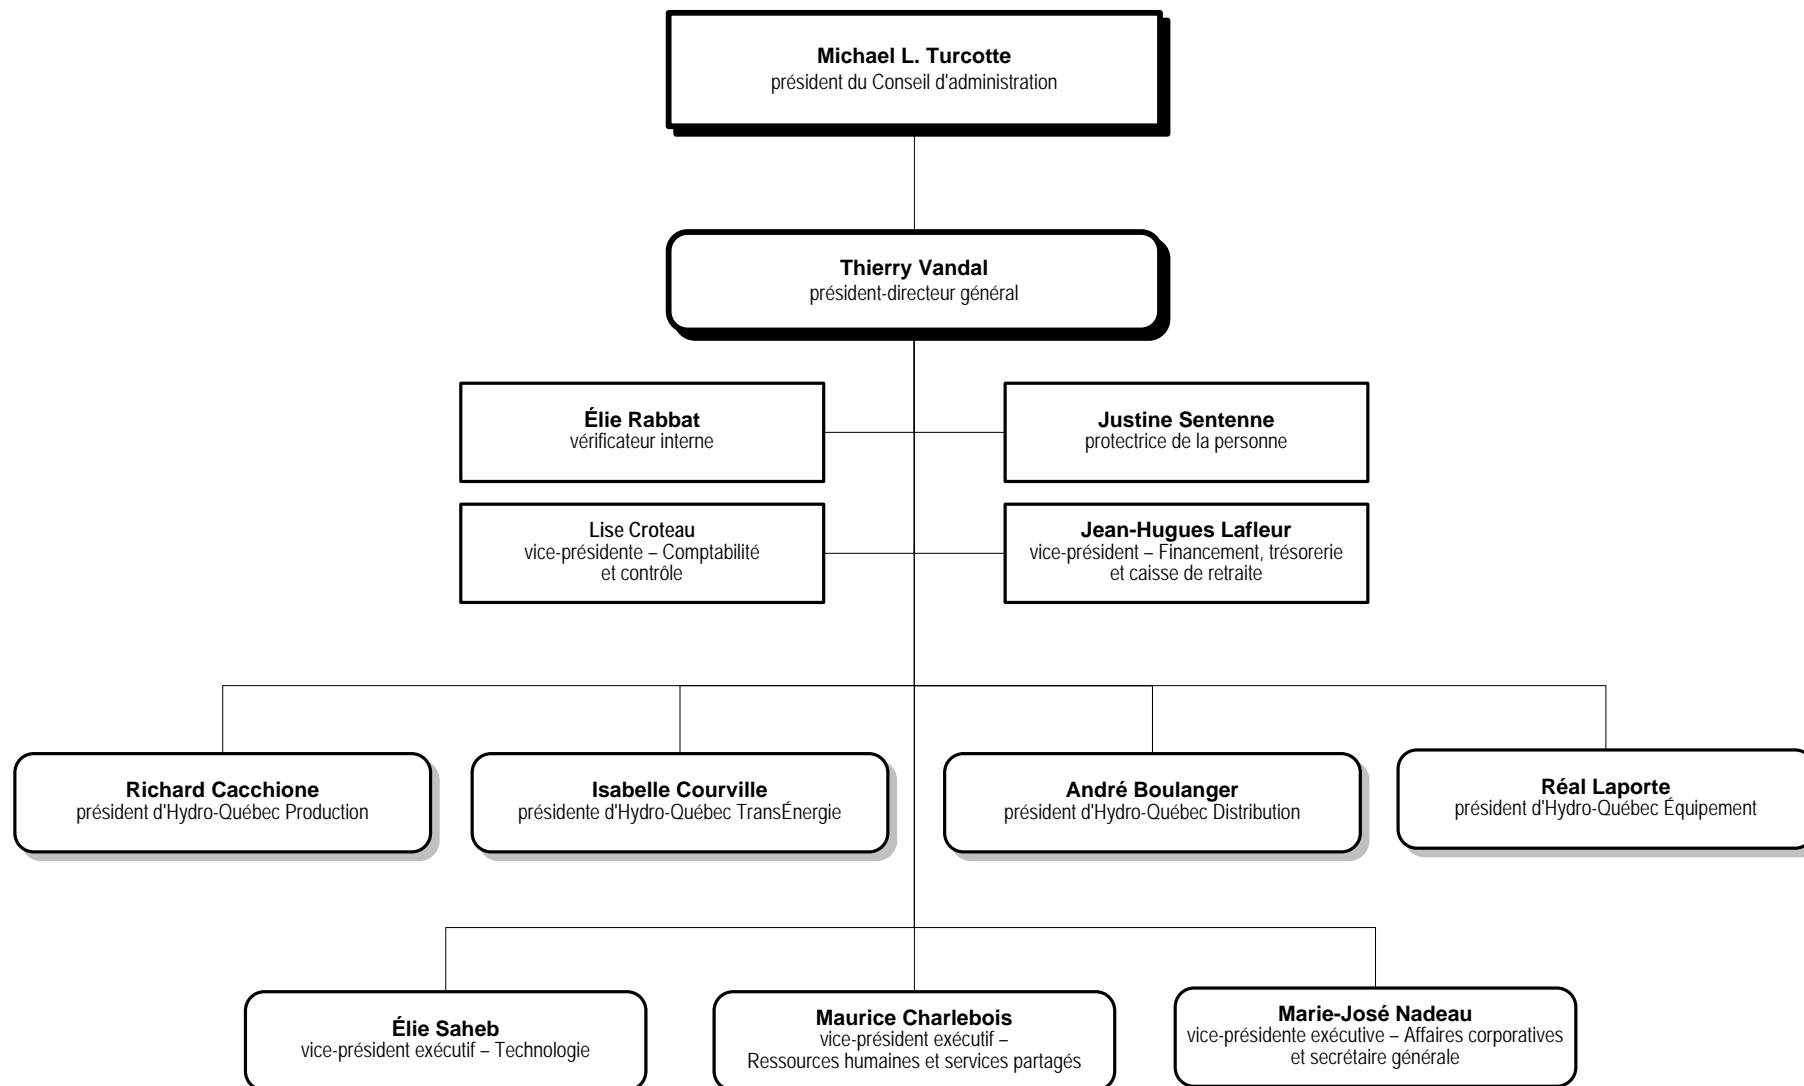 Michael L. Turcotte
président du Conseil d'administration
Thierry Vandal
président-directeur général
Élie Rabbat
vérificateur interne
Justine Sentenne
protectrice de la personne
Lise Croteau
vice-présidente – Comptabilité
et contrôle
Jean-Hugues Lafleur
vice-président – Financement, trésorerie
et caisse de retraite
Richard Cacchione
président d'Hydro-Québec Production
Isabelle Courville
présidente d'Hydro-Québec TransÉnergie
André Boulanger
président d'Hydro-Québec Distribution
Réal Laporte
président d'Hydro-Québec Équipement
Élie Saheb
vice-président exécutif – Technologie
Maurice Charlebois
vice-président exécutif –
Ressources humaines et services partagés
Marie-José Nadeau
vice-présidente exécutive – Affaires corporatives
et secrétaire générale